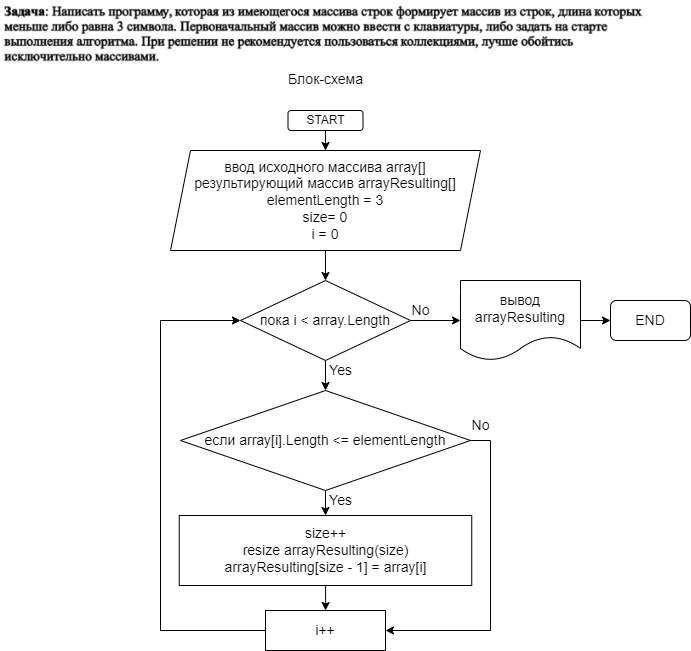 Задача: Написать программу, которая из имеющегося массива строк формирует массив из строк, длина которых
меньше либо равна 3 символа. Первоначальный массив можно ввести с клавиатуры, либо задать на старте
выполнения алгоритма. При решении не рекомендуется пользоваться коллекциями, лучше обойтись
исключительно массивами.
Блок-схема
START
ввод исходного массива array[]
результирующий массив arrayResulting[]
elementLength = 3
size= 0
i = 0
пока i < array.Length
No
вывод
arrayResulting
END
Yes
если array[i].Length <= elementLength
No
Yes
size++
resize arrayResulting(size)
arrayResulting[size - 1] = array[i]
i++